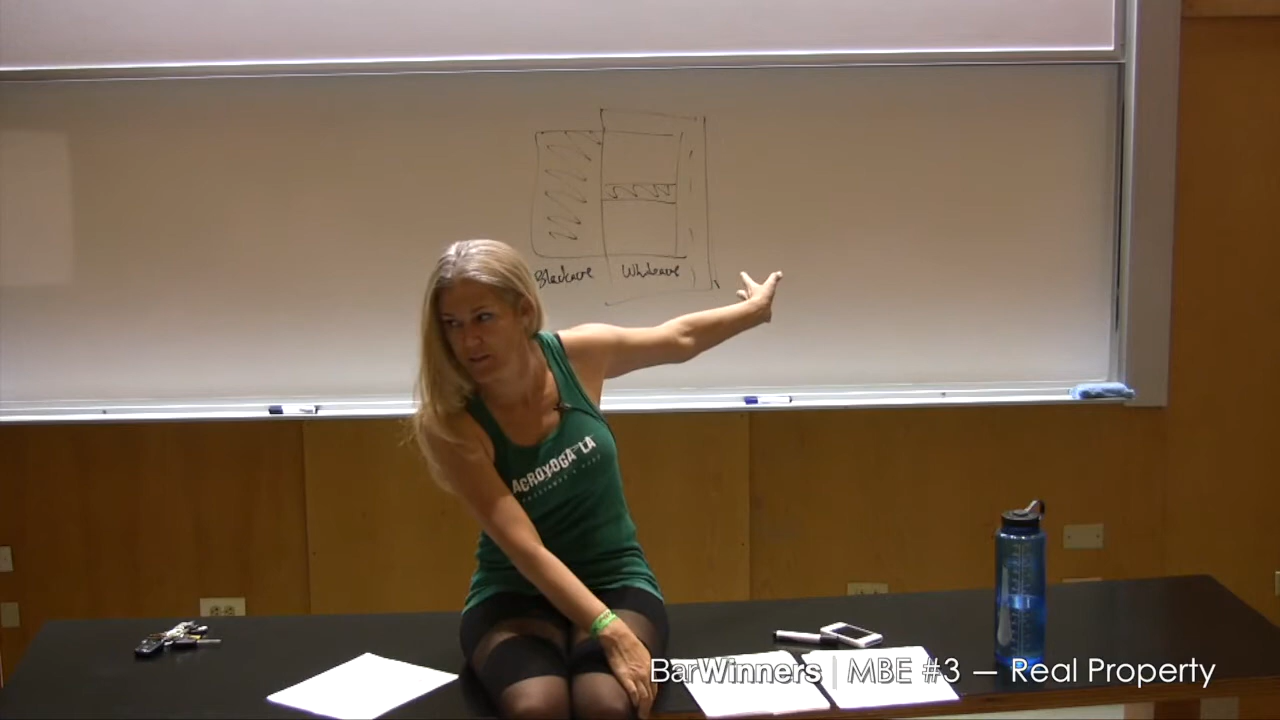 Blackacre Whiteacre
ACROYOGA LA
BarWinners | MBE #3 — Real Property